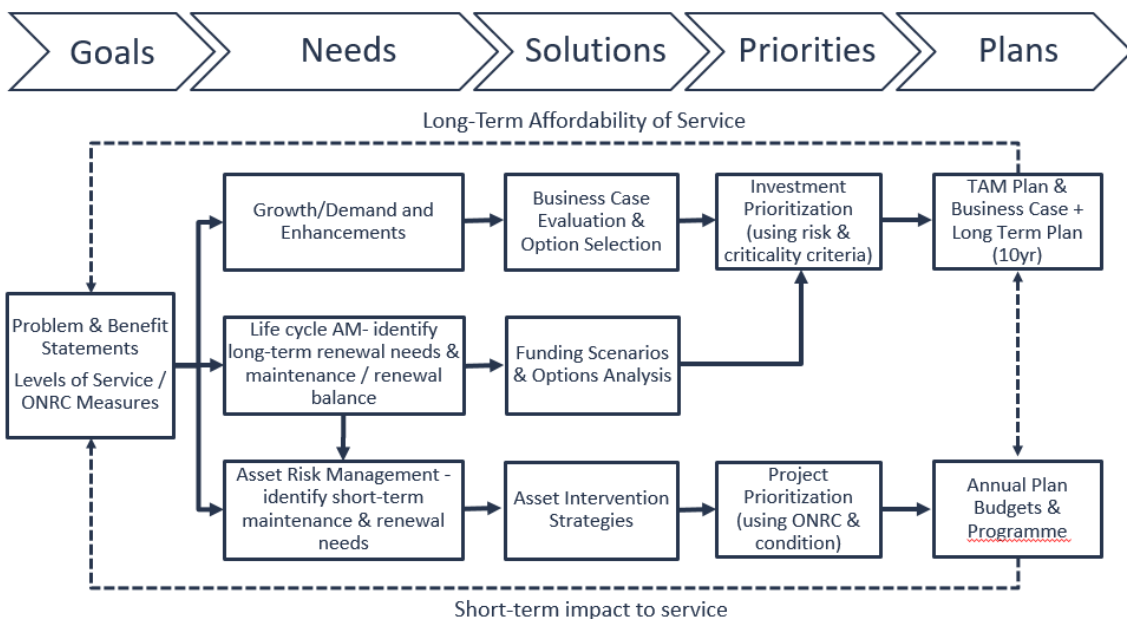 Goals
Needs
Solutions
Priorities
Plans
Long-Term Affordability of Service
Growth/Demand and
Enhancements
Business Case
Evaluation &
Option Selection
Investment
Prioritization
(using risk &
criticality criteria)
TAM Plan &
Business Case +
Long Term Plan
(10yr)
Problem & Benefit
Statements
Levels of Service /
ONRC Measures
Life cycle AM- identify
long-term renewal needs &
maintenance / renewal
balance
Funding Scenarios
& Options Analysis
Asset Risk Management -
identify short-term
maintenance & renewal
needs
Asset Intervention
Strategies
Project
Prioritization
(using ONRC &
condition)
Annual Plan
Budgets &
Programme
Short-term impact to service